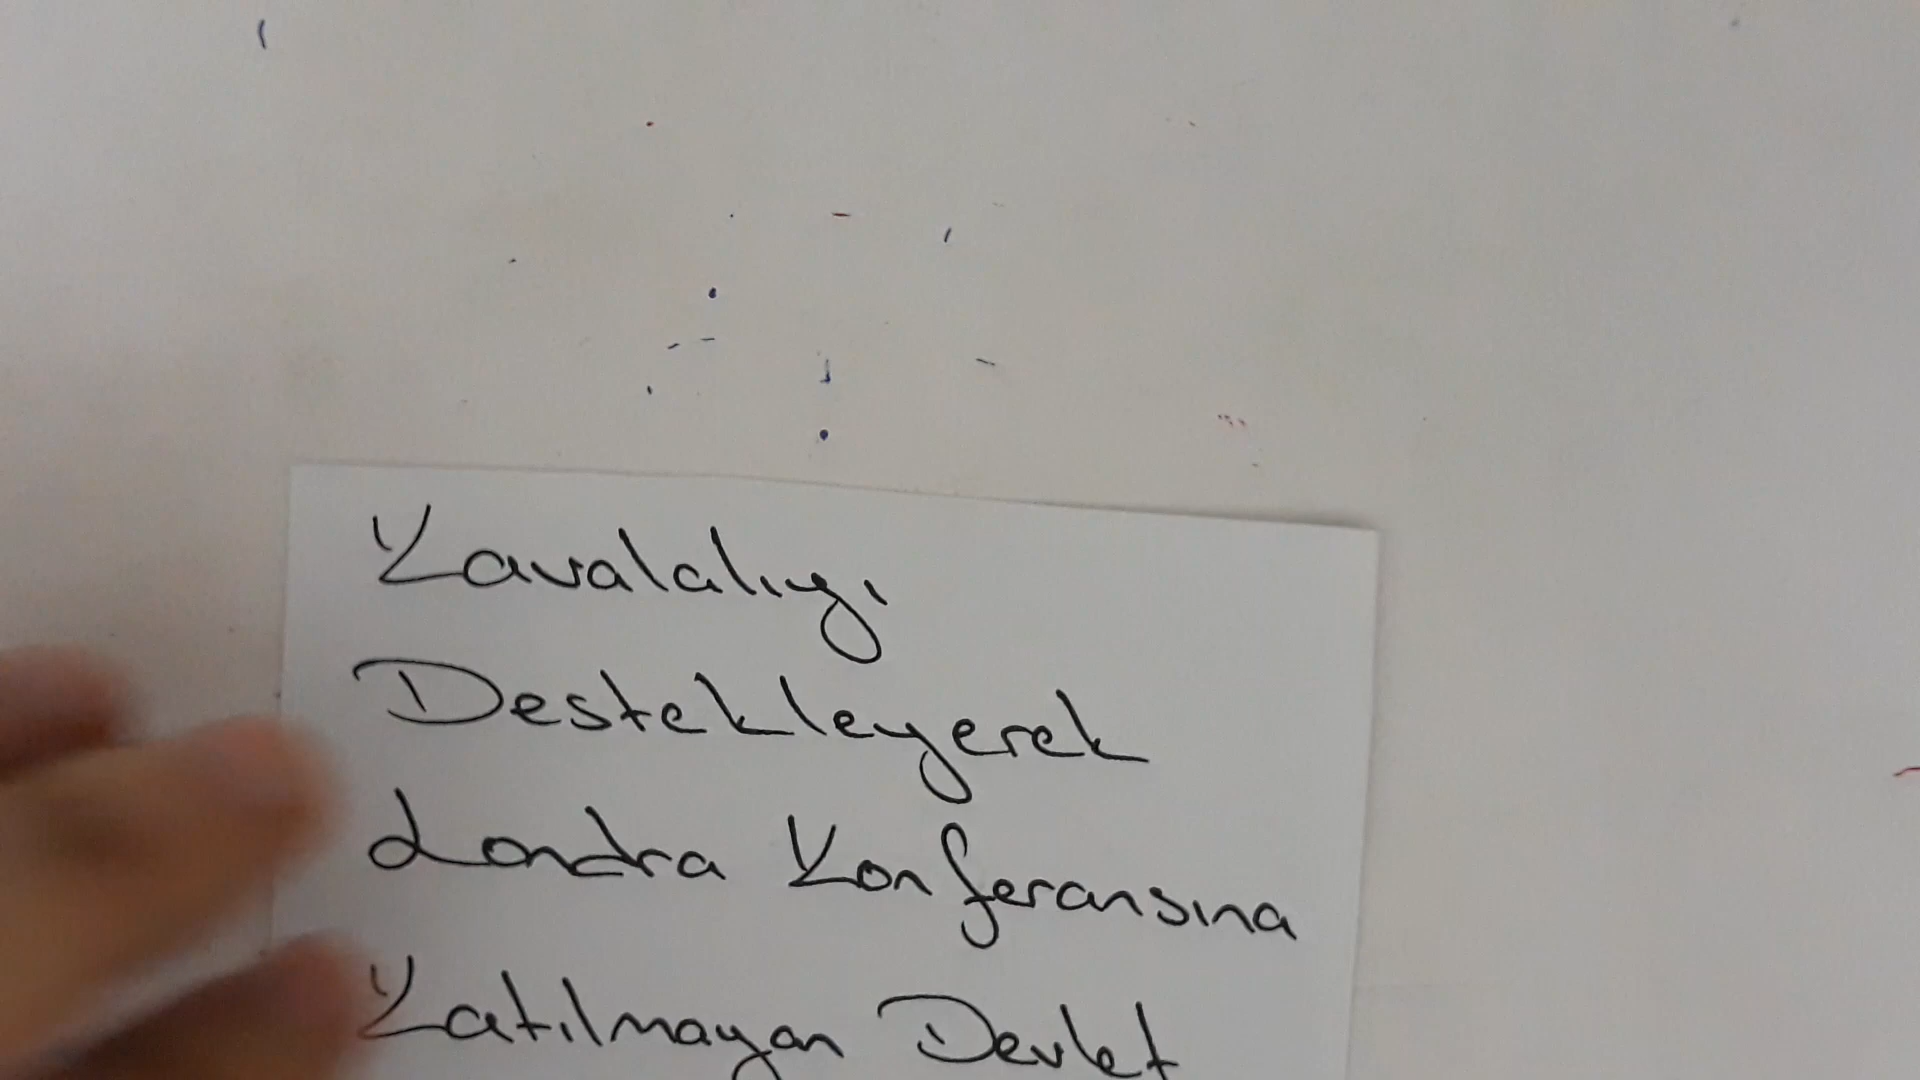 Kavalalıyı
Destekleyerek
Londra Konferansına
Katılmayan Devlet